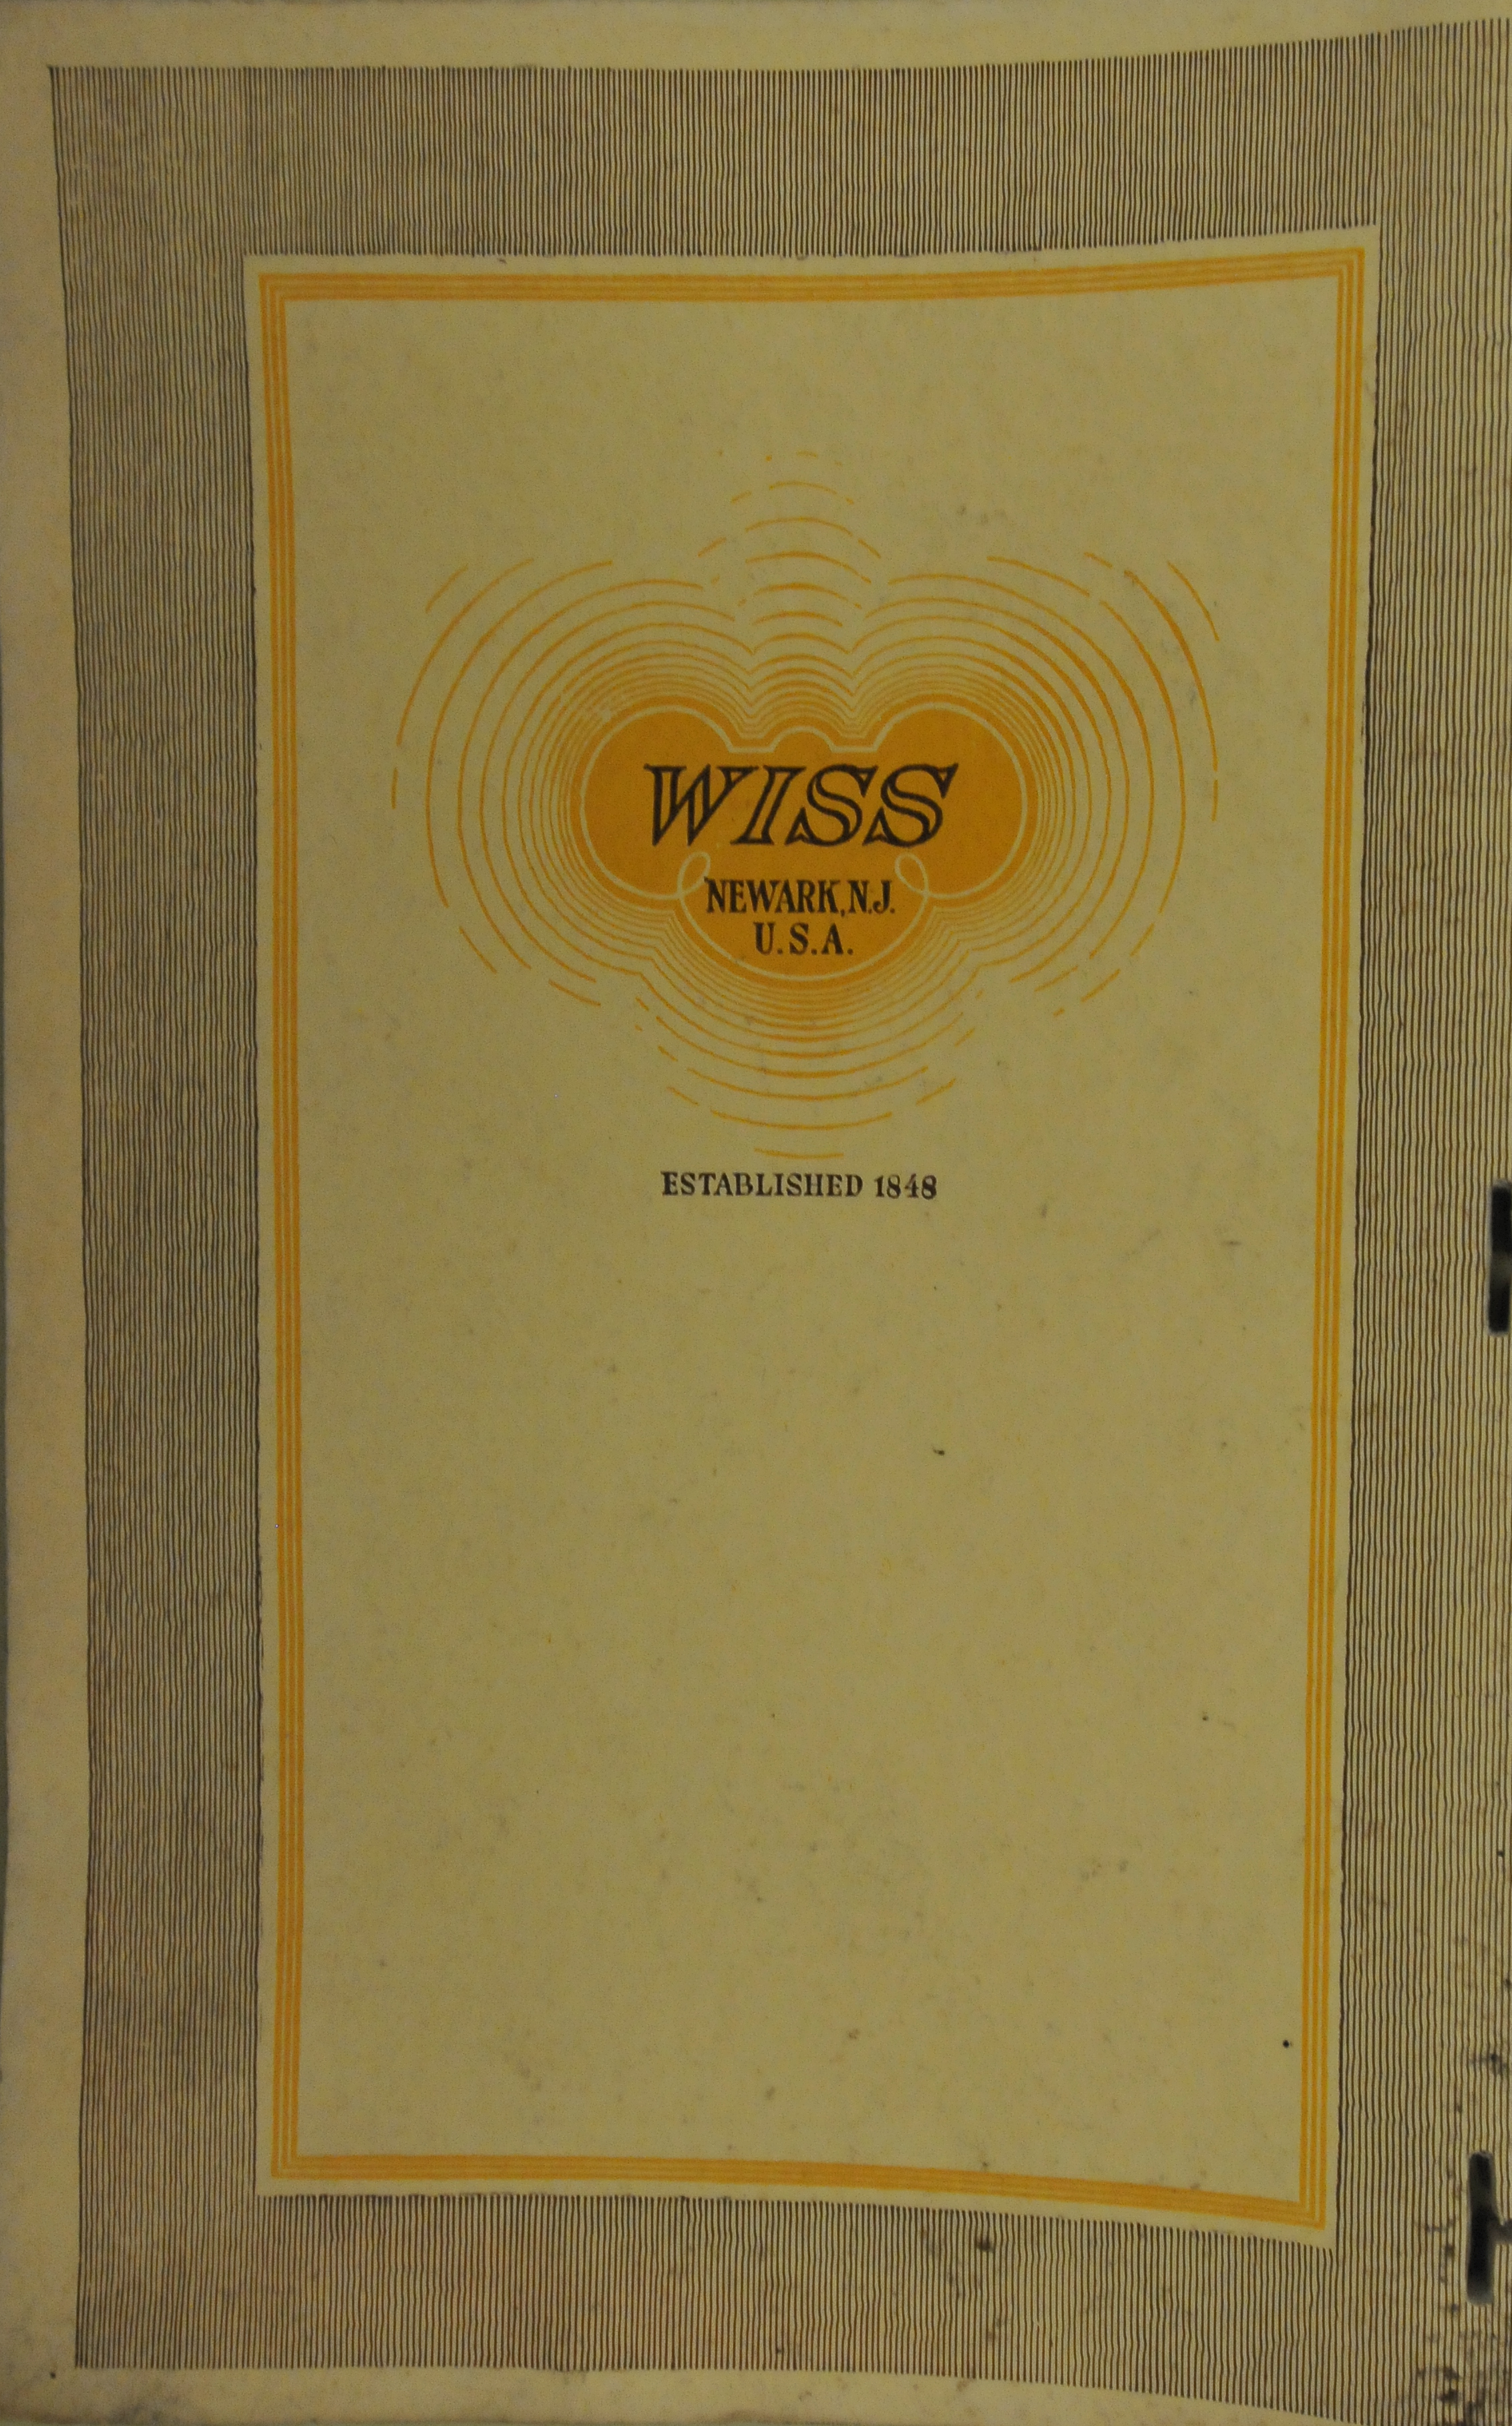 WISS
NEWARK, N.J.
U.S.A.
ESTABLISHED 1848